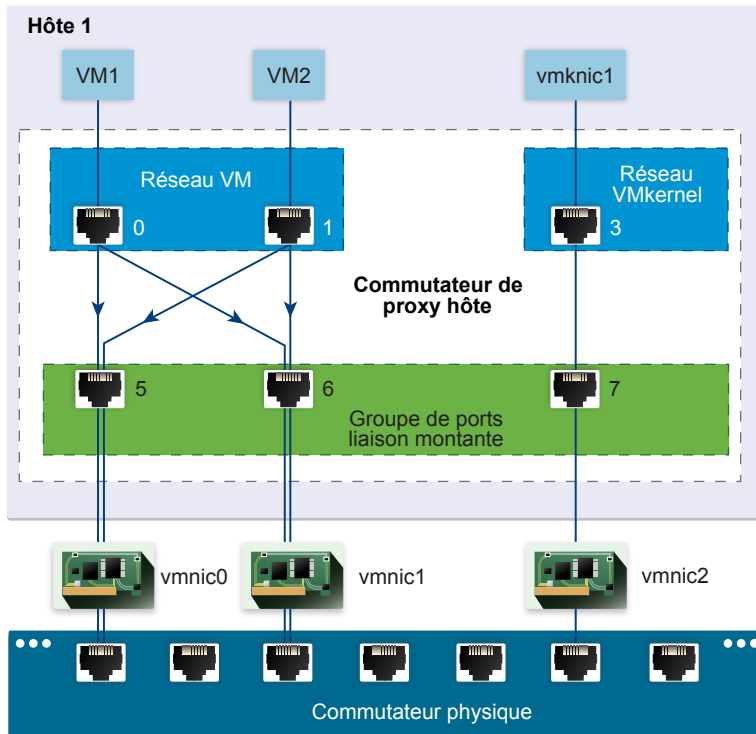 Hôte 1
VM1
VM2
vmknic1
Réseau VM
Réseau
VMkernel
0
1
3
Commutateur de
proxy hôte
5
6
7
Groupe de ports
liaison montante
vmnic0
vmnic1
vmnic2
Commutateur physique